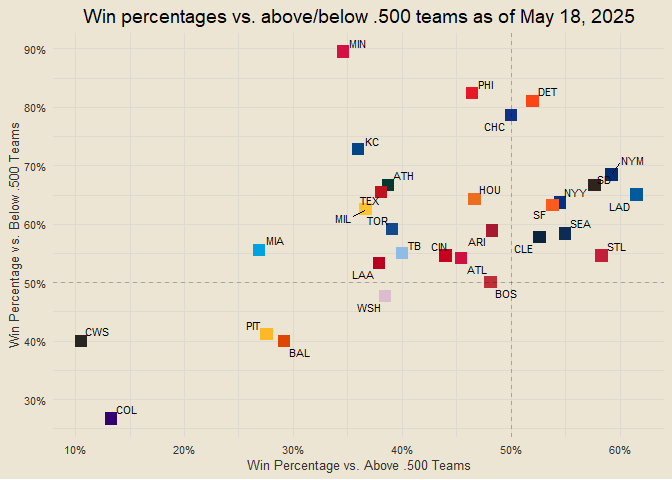 Win percentages vs. above/below .500 teams as of May 18, 2025
Win Percentage vs. Below .500 Teams
90%
80%
70%
60%
50%
40%
30%
MIN
PHI
DET
CHC
KC
NYM
ATH
SD
TEX
HOU
NYY
LAD
MIL
TOR
SF
SEA
MIA
TB
CIN
ARI
CLE
STL
LAA
ATL
WSH
BOS
PIT
CWS
BAL
COL
10%
20%
30%
40%
50%
60%
Win Percentage vs. Above .500 Teams